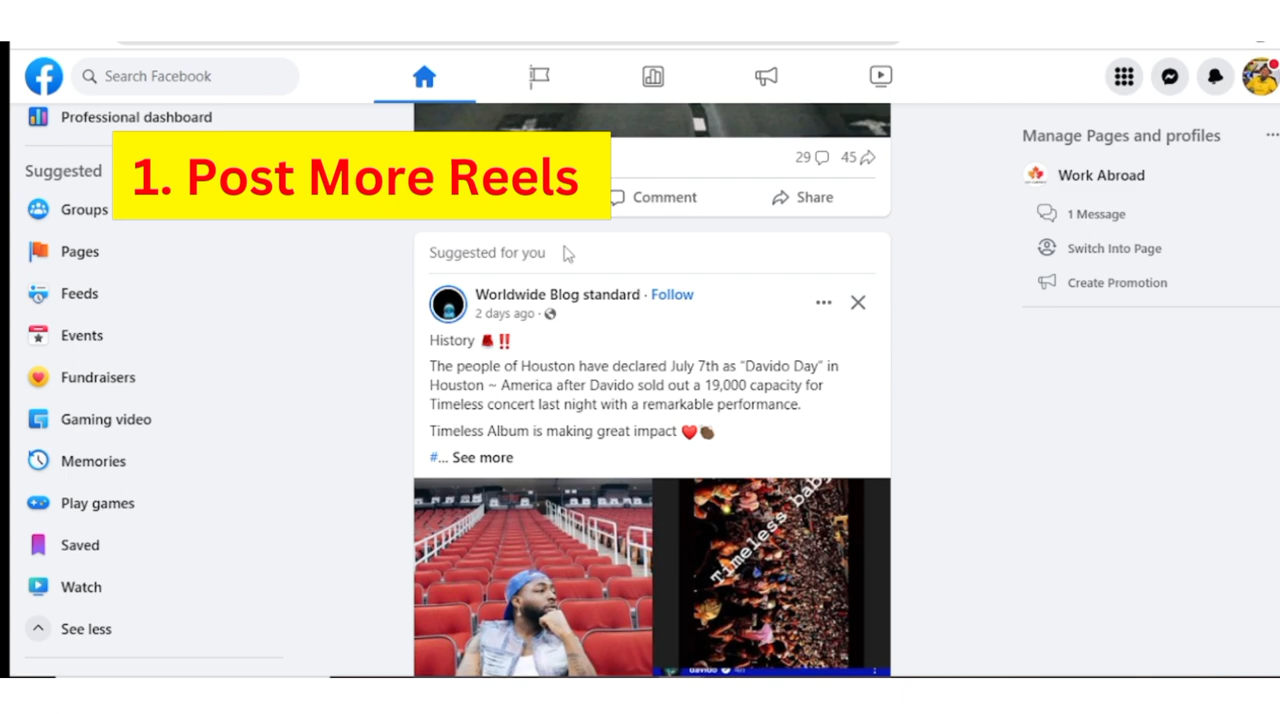 Search Facebook
Professional dashboard
1. Post More Reels
Suggested
Groups
Pages
Feeds
Events
Fundraisers
Gaming video
Memories
Play games
Saved
Watch
See less
29 45
Comment Share
Suggested for you
Worldwide Blog standard · Follow
2 days ago ·
History ‼
The people of Houston have declared July 7th as “Davido Day” in
Houston ~ America after Davido sold out a 19,000 capacity for
Timeless concert last night with a remarkable performance.
Timeless Album is making great impact
#... See more
Timeless baby
davido
Manage Pages and profiles
Work Abroad
1 Message
Switch Into Page
Create Promotion